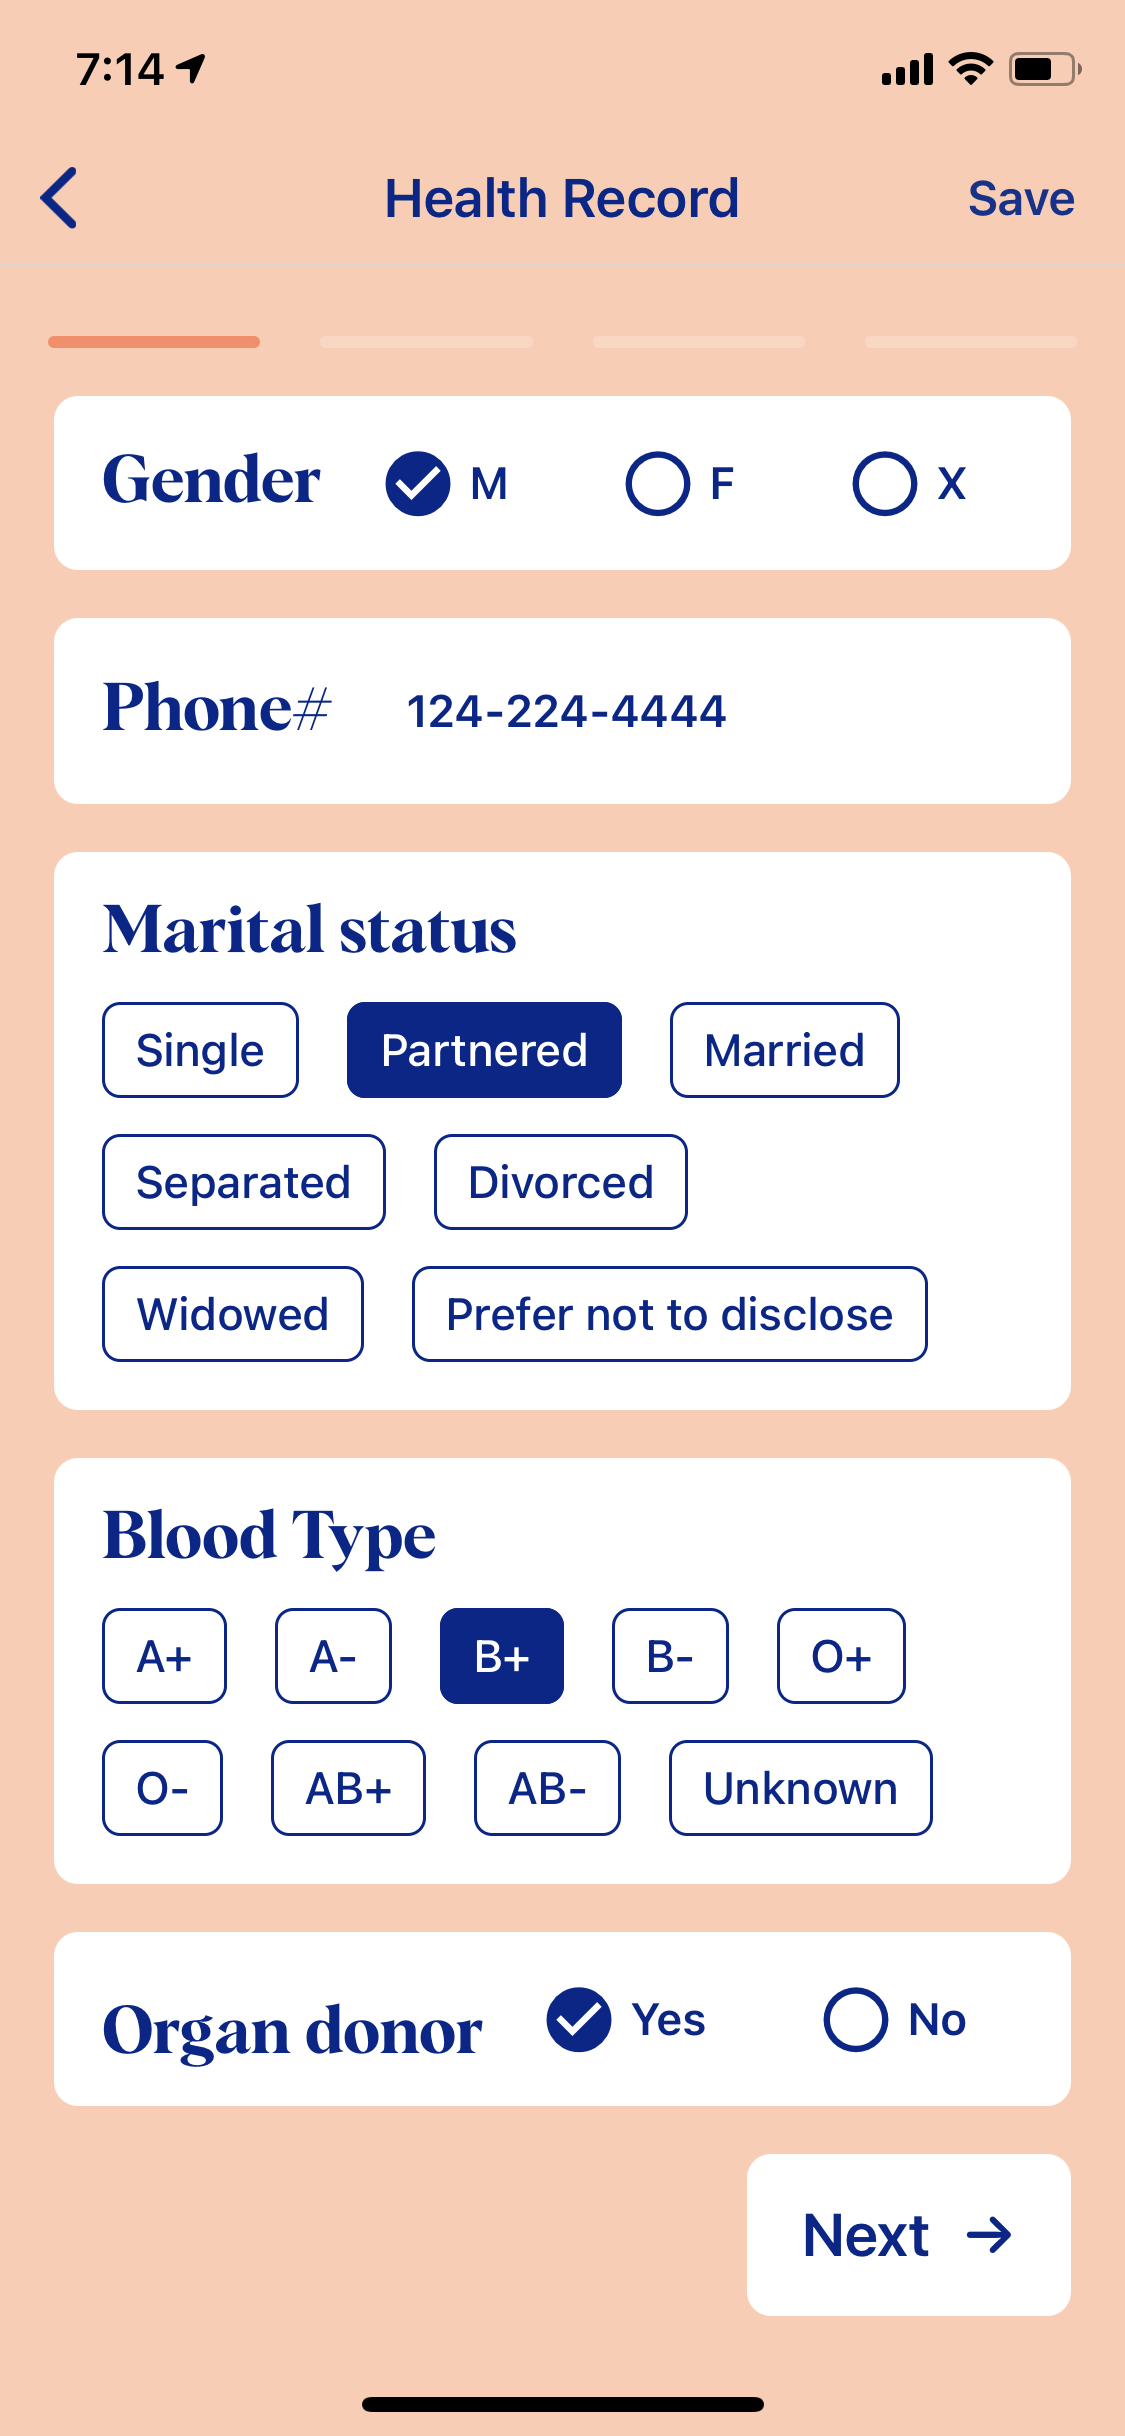 7:14
Health Record Save
Gender M F X
Phone# 124-224-4444
Marital status
Single Partnered Married
Separated Divorced
Widowed Prefer not to disclose
Blood Type
A+ A- B+ B- O+
O- AB+ AB- Unknown
Organ donor Yes No
Next →